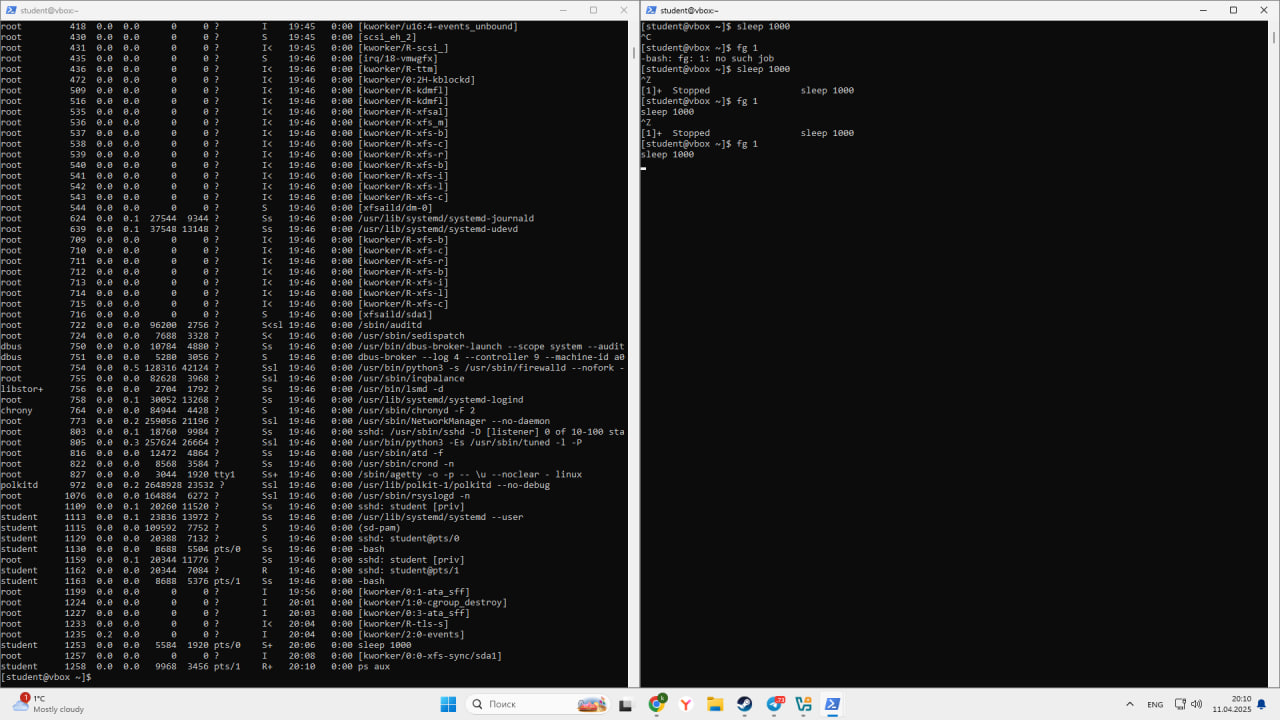 student@vbox:~
root 418 0.0 0.0 0 0 ? I 19:45 0:00 [kworker/u16:4-events_unbound]
root 430 0.0 0.0 0 0 ? S 19:45 0:00 [scsi_eh_2]
root 431 0.0 0.0 0 0 ? I< 19:45 0:00 [kworker/R-scsi_]
root 435 0.0 0.0 0 0 ? S 19:46 0:00 [irq/18-vmwgfx]
root 436 0.0 0.0 0 0 ? I< 19:46 0:00 [kworker/R-ttm]
root 472 0.0 0.0 0 0 ? I< 19:46 0:00 [kworker/0:2H-kblockd]
root 509 0.0 0.0 0 0 ? I< 19:46 0:00 [kworker/R-kdmfl]
root 516 0.0 0.0 0 0 ? I< 19:46 0:00 [kworker/R-kdmfl]
root 535 0.0 0.0 0 0 ? I< 19:46 0:00 [kworker/R-xfsal]
root 536 0.0 0.0 0 0 ? I< 19:46 0:00 [kworker/R-xfs_m]
root 537 0.0 0.0 0 0 ? I< 19:46 0:00 [kworker/R-xfs-b]
root 538 0.0 0.0 0 0 ? I< 19:46 0:00 [kworker/R-xfs-c]
root 539 0.0 0.0 0 0 ? I< 19:46 0:00 [kworker/R-xfs-r]
root 540 0.0 0.0 0 0 ? I< 19:46 0:00 [kworker/R-xfs-b]
root 541 0.0 0.0 0 0 ? I< 19:46 0:00 [kworker/R-xfs-i]
root 542 0.0 0.0 0 0 ? I< 19:46 0:00 [kworker/R-xfs-l]
root 543 0.0 0.0 0 0 ? I< 19:46 0:00 [kworker/R-xfs-c]
root 544 0.0 0.0 0 0 ? S 19:46 0:00 [xfsaild/dm-0]
root 624 0.0 0.1 27544 9344 ? Ss 19:46 0:00 /usr/lib/systemd/systemd-journald
root 639 0.0 0.1 37548 13148 ? Ss 19:46 0:00 /usr/lib/systemd/systemd-udevd
root 709 0.0 0.0 0 0 ? I< 19:46 0:00 [kworker/R-xfs-b]
root 710 0.0 0.0 0 0 ? I< 19:46 0:00 [kworker/R-xfs-c]
root 711 0.0 0.0 0 0 ? I< 19:46 0:00 [kworker/R-xfs-r]
root 712 0.0 0.0 0 0 ? I< 19:46 0:00 [kworker/R-xfs-b]
root 713 0.0 0.0 0 0 ? I< 19:46 0:00 [kworker/R-xfs-i]
root 714 0.0 0.0 0 0 ? I< 19:46 0:00 [kworker/R-xfs-l]
root 715 0.0 0.0 0 0 ? I< 19:46 0:00 [kworker/R-xfs-c]
root 716 0.0 0.0 0 0 ? S 19:46 0:00 [xfsaild/sda1]
root 722 0.0 0.0 96200 2756 ? S<sl 19:46 0:00 /sbin/auditd
root 724 0.0 0.0 7688 3328 ? S< 19:46 0:00 /usr/sbin/sedispatch
dbus 750 0.0 0.0 10784 4880 ? Ss 19:46 0:00 /usr/bin/dbus-broker-launch --scope system --audit
dbus 751 0.0 0.0 5280 3056 ? S 19:46 0:00 dbus-broker --log 4 --controller 9 --machine-id a0
root 754 0.0 0.5 128316 42124 ? Ssl 19:46 0:00 /usr/bin/python3 -s /usr/sbin/firewalld --nofork -
root 755 0.0 0.0 82628 3968 ? Ssl 19:46 0:00 /usr/sbin/irqbalance
libstor+ 756 0.0 0.0 2704 1792 ? Ss 19:46 0:00 /usr/bin/lsmd -d
root 758 0.0 0.1 30052 13268 ? Ss 19:46 0:00 /usr/lib/systemd/systemd-logind
chrony 764 0.0 0.0 84944 4428 ? S 19:46 0:00 /usr/sbin/chronyd -F 2
root 773 0.0 0.2 259056 21196 ? Ssl 19:46 0:00 /usr/sbin/NetworkManager --no-daemon
root 803 0.0 0.1 18760 9984 ? Ss 19:46 0:00 sshd: /usr/sbin/sshd -D [listener] 0 of 10-100 sta
root 805 0.0 0.3 257624 26664 ? Ssl 19:46 0:00 /usr/bin/python3 -Es /usr/sbin/tuned -l -P
root 816 0.0 0.0 12472 4864 ? Ss 19:46 0:00 /usr/sbin/atd -f
root 822 0.0 0.0 8568 3584 ? Ss 19:46 0:00 /usr/sbin/crond -n
root 827 0.0 0.0 3044 1920 tty1 Ss+ 19:46 0:00 /sbin/agetty -o -p -- \u --noclear - linux
polkitd 972 0.0 0.2 2648928 23532 ? Ssl 19:46 0:00 /usr/lib/polkit-1/polkitd --no-debug
root 1076 0.0 0.0 164884 6272 ? Ssl 19:46 0:00 /usr/sbin/rsyslogd -n
root 1109 0.0 0.1 20260 11520 ? Ss 19:46 0:00 sshd: student [priv]
student 1113 0.0 0.1 23836 13972 ? Ss 19:46 0:00 /usr/lib/systemd/systemd --user
student 1115 0.0 0.0 109592 7752 ? S 19:46 0:00 (sd-pam)
student 1129 0.0 0.0 20388 7132 ? S 19:46 0:00 sshd: student@pts/0
student 1130 0.0 0.0 8688 5504 pts/0 Ss 19:46 0:00 -bash
root 1159 0.0 0.1 20344 11776 ? Ss 19:46 0:00 sshd: student [priv]
student 1162 0.0 0.0 20344 7084 ? R 19:46 0:00 sshd: student@pts/1
student 1163 0.0 0.0 8688 5376 pts/1 Ss 19:46 0:00 -bash
root 1199 0.0 0.0 0 0 ? I 19:56 0:00 [kworker/0:1-ata_sff]
root 1224 0.0 0.0 0 0 ? I 20:01 0:00 [kworker/1:0-cgroup_destroy]
root 1227 0.0 0.0 0 0 ? I 20:03 0:00 [kworker/0:3-ata_sff]
root 1233 0.0 0.0 0 0 ? I< 20:04 0:00 [kworker/R-tls-s]
root 1235 0.2 0.0 0 0 ? I 20:04 0:00 [kworker/2:0-events]
student 1253 0.0 0.0 5584 1920 pts/0 S+ 20:06 0:00 sleep 1000
root 1257 0.0 0.0 0 0 ? I 20:08 0:00 [kworker/0:0-xfs-sync/sda1]
student 1258 0.0 0.0 9968 3456 pts/1 R+ 20:10 0:00 ps aux
[student@vbox ~]$
student@vbox:~
[student@vbox ~]$ sleep 1000
^C
[student@vbox ~]$ fg 1
-bash: fg: 1: no such job
[student@vbox ~]$ sleep 1000
^Z
[1]+ Stopped sleep 1000
[student@vbox ~]$ fg 1
sleep 1000
^Z
[1]+ Stopped sleep 1000
[student@vbox ~]$ fg 1
sleep 1000
1
1°C
Mostly cloudy
Поиск
k
73
ENG
20:10
11.04.2025